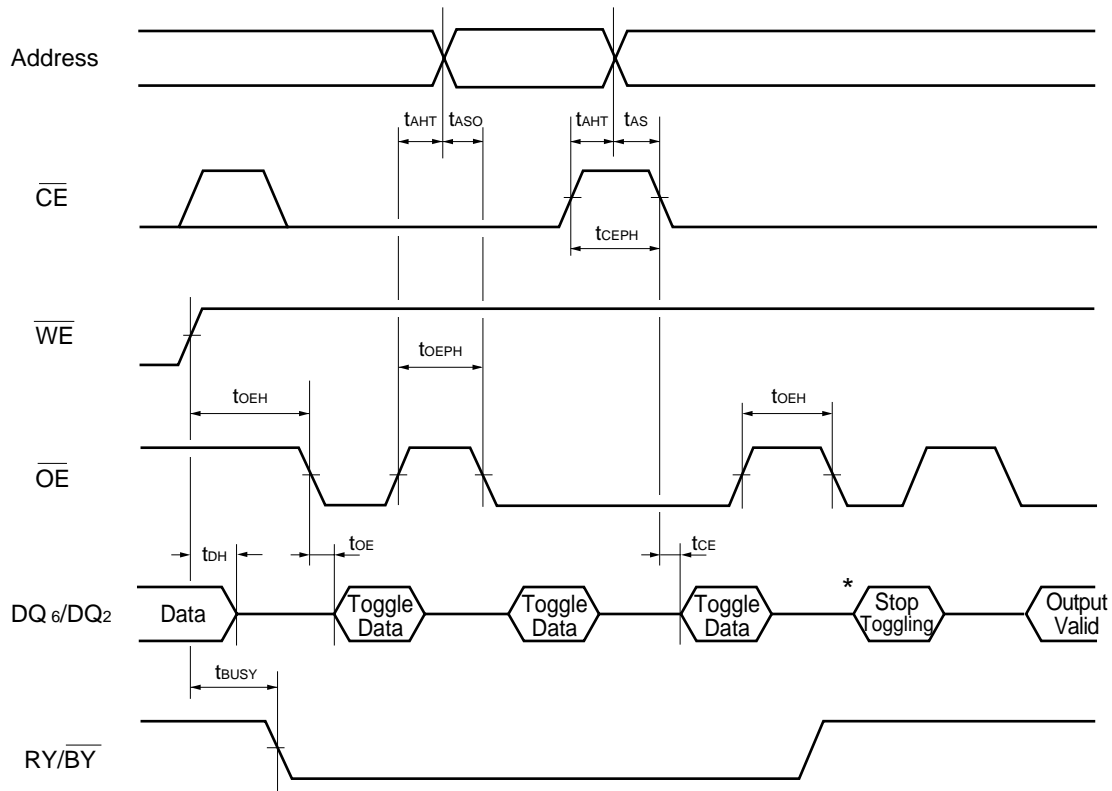 Address
tAHT tASO tAHT tAS
CE
tCEPH
WE
tOEPH
tOEH tOEH
OE
tDH tOE tCE
*
DQ6/DQ2 Data Toggle Data Toggle Data Toggle Data Stop Toggling Output Valid
tBUSY
RY/BY